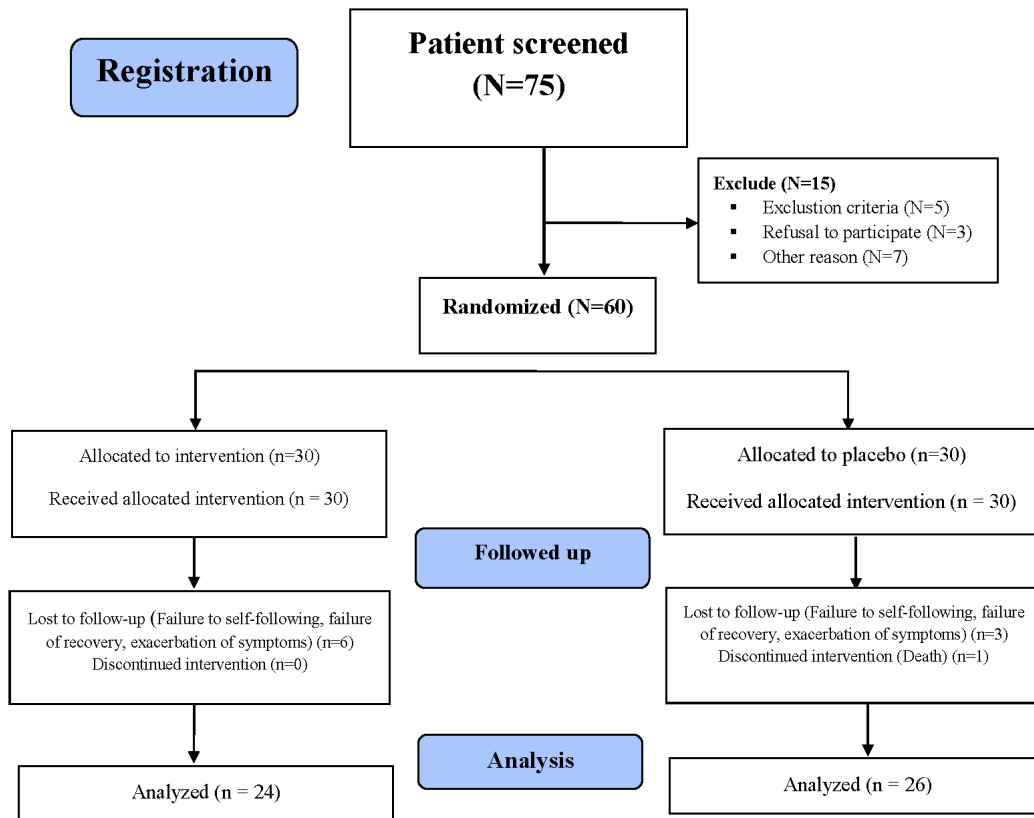 Registration
Patient screened
(N=75)
Exclude (N=15)
▪ Exclustion criteria (N=5)
▪ Refusal to participate (N=3)
▪ Other reason (N=7)
Randomized (N=60)
Allocated to intervention (n=30)
Received allocated intervention (n = 30)
Allocated to placebo (n=30)
Received allocated intervention (n = 30)
Followed up
Lost to follow-up (Failure to self-following, failure
of recovery, exacerbation of symptoms) (n=6)
Discontinued intervention (n=0)
Lost to follow-up (Failure to self-following, failure
of recovery, exacerbation of symptoms) (n=3)
Discontinued intervention (Death) (n=1)
Analysis
Analyzed (n = 24)
Analyzed (n = 26)